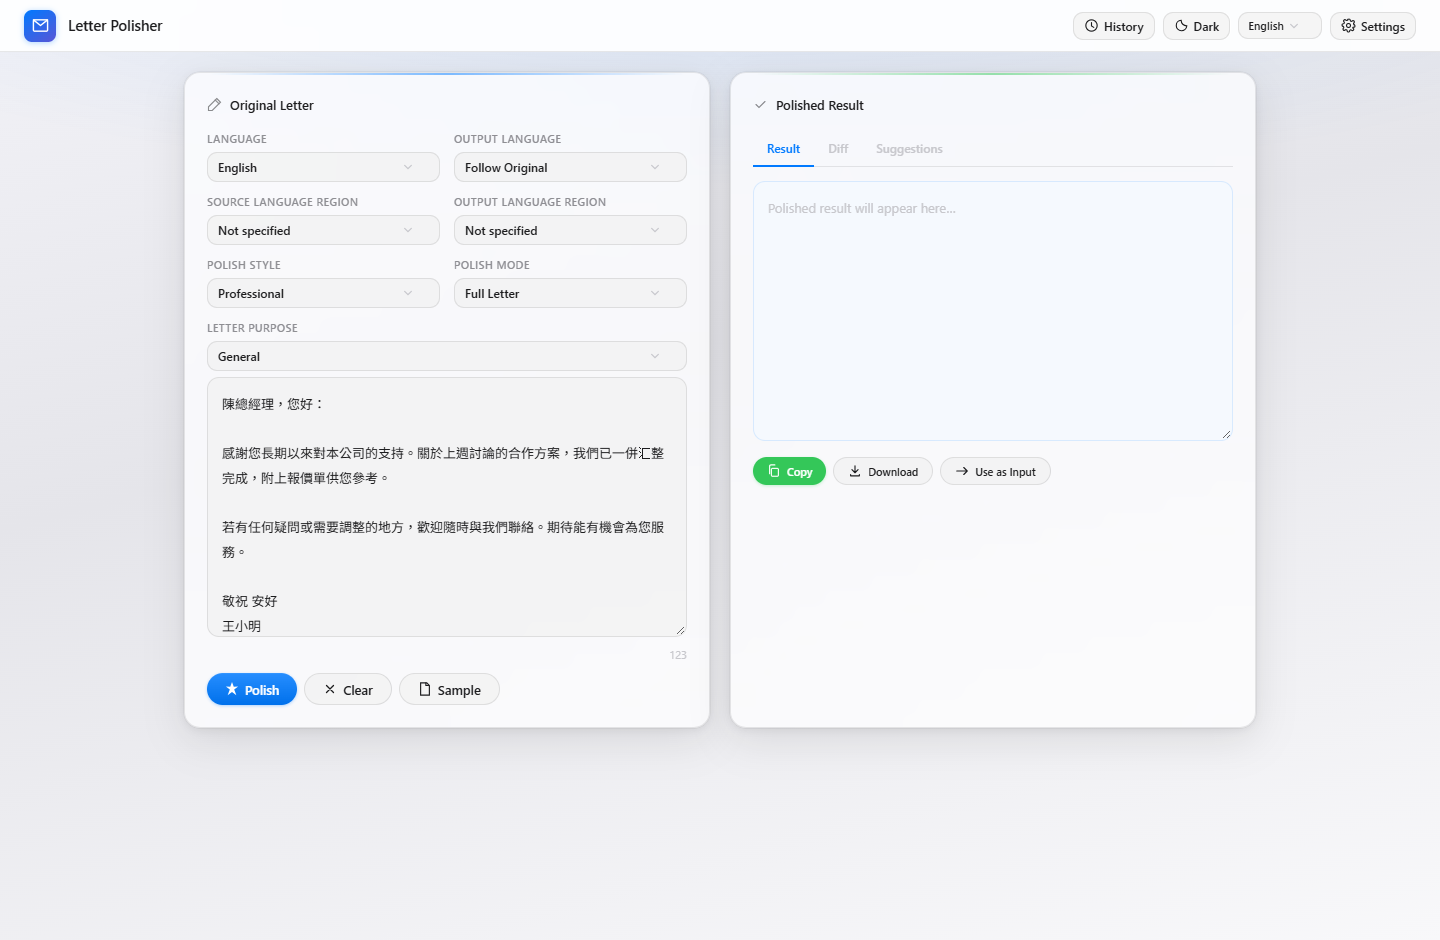 Letter Polisher
History
Dark
English
Settings
Original Letter
LANGUAGE
OUTPUT LANGUAGE
English
Follow Original
SOURCE LANGUAGE REGION
OUTPUT LANGUAGE REGION
Not specified
Not specified
POLISH STYLE
POLISH MODE
Professional
Full Letter
LETTER PURPOSE
General
陳總經理，您好：
感謝您長期以來對本公司的支持。關於上週討論的合作方案，我們已一併汇整
完成，附上報價單供您參考。
若有任何疑問或需要調整的地方，歡迎隨時與我們聯絡。期待能有機會為您服
務。
敬祝 安好
王小明
123
Polish
Clear
Sample
Polished Result
Result
Diff
Suggestions
Polished result will appear here...
Copy
Download
Use as Input